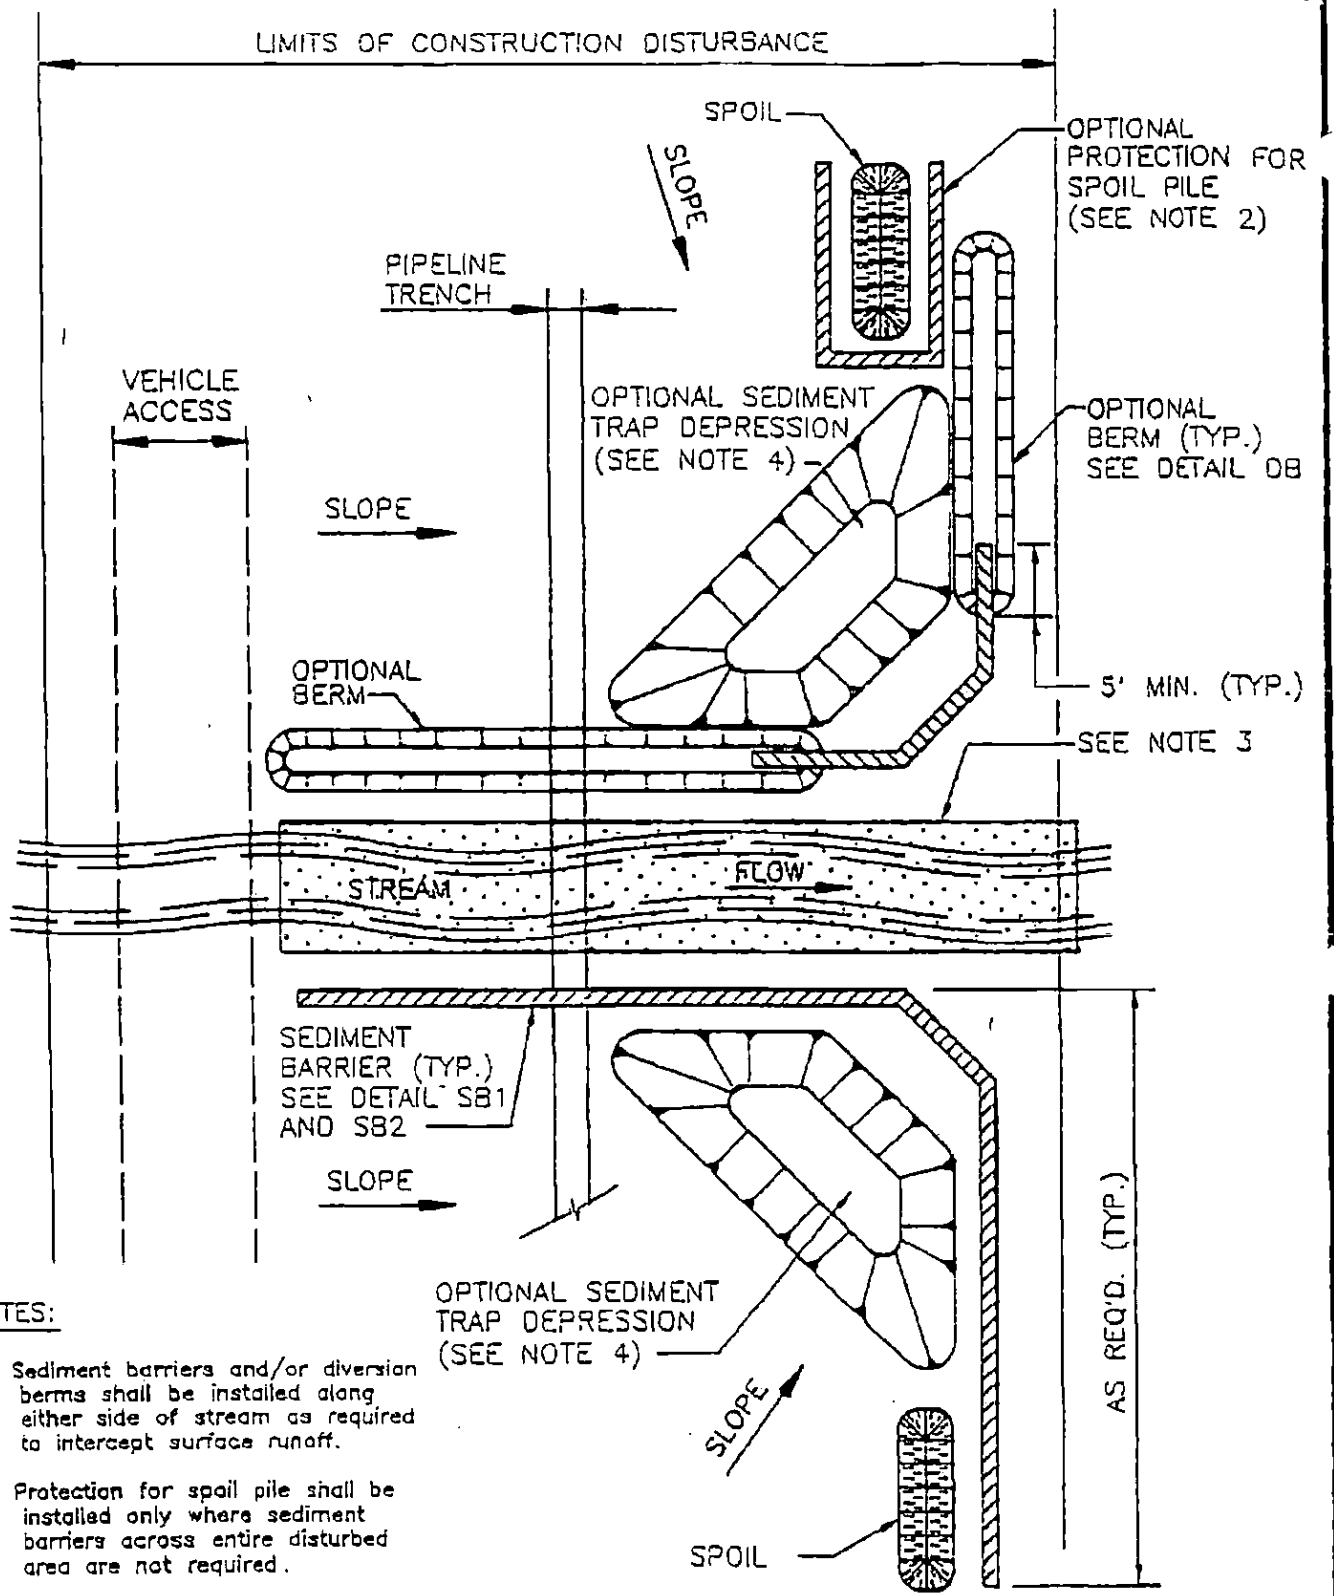 LIMITS OF CONSTRUCTION DISTURBANCE
SPOIL
OPTIONAL
PROTECTION FOR
SPOIL PILE
(SEE NOTE 2)
SLOPE
PIPELINE
TRENCH
VEHICLE
ACCESS
OPTIONAL SEDIMENT
TRAP DEPRESSION
(SEE NOTE 4)
OPTIONAL
BERM (TYP.)
SEE DETAIL DB
SLOPE
OPTIONAL
BERM
5' MIN. (TYP.)
SEE NOTE 3
STREAM
FLOW
SEDIMENT
BARRIER (TYP.)
SEE DETAIL SB1
AND SB2
SLOPE
AS REQ'D. (TYP.)
OPTIONAL SEDIMENT
TRAP DEPRESSION
(SEE NOTE 4)
SLOPE
SPOIL
TES:
Sediment barriers and/or diversion
berms shall be installed along
either side of stream as required
to intercept surface runoff.
Protection for spoil pile shall be
installed only where sediment
barriers across entire disturbed
area are not required.